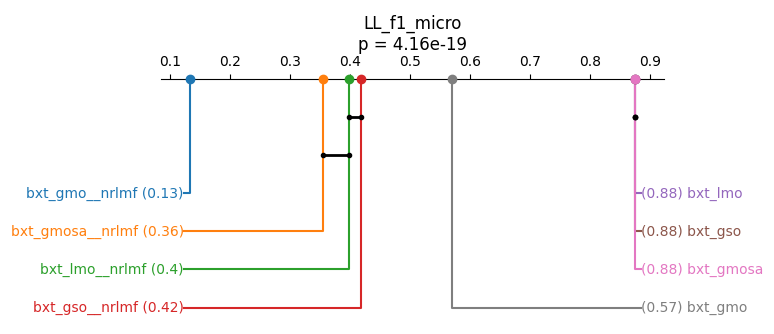 LL_f1_micro
p = 4.16e-19
0.1 0.2 0.3 0.4 0.5 0.6 0.7 0.8 0.9
bxt_gmo__nrlmf (0.13) (0.88) bxt_lmo
bxt_gmosa__nrlmf (0.36) (0.88) bxt_gso
bxt_lmo__nrlmf (0.4) (0.88) bxt_gmosa
bxt_gso__nrlmf (0.42) (0.57) bxt_gmo